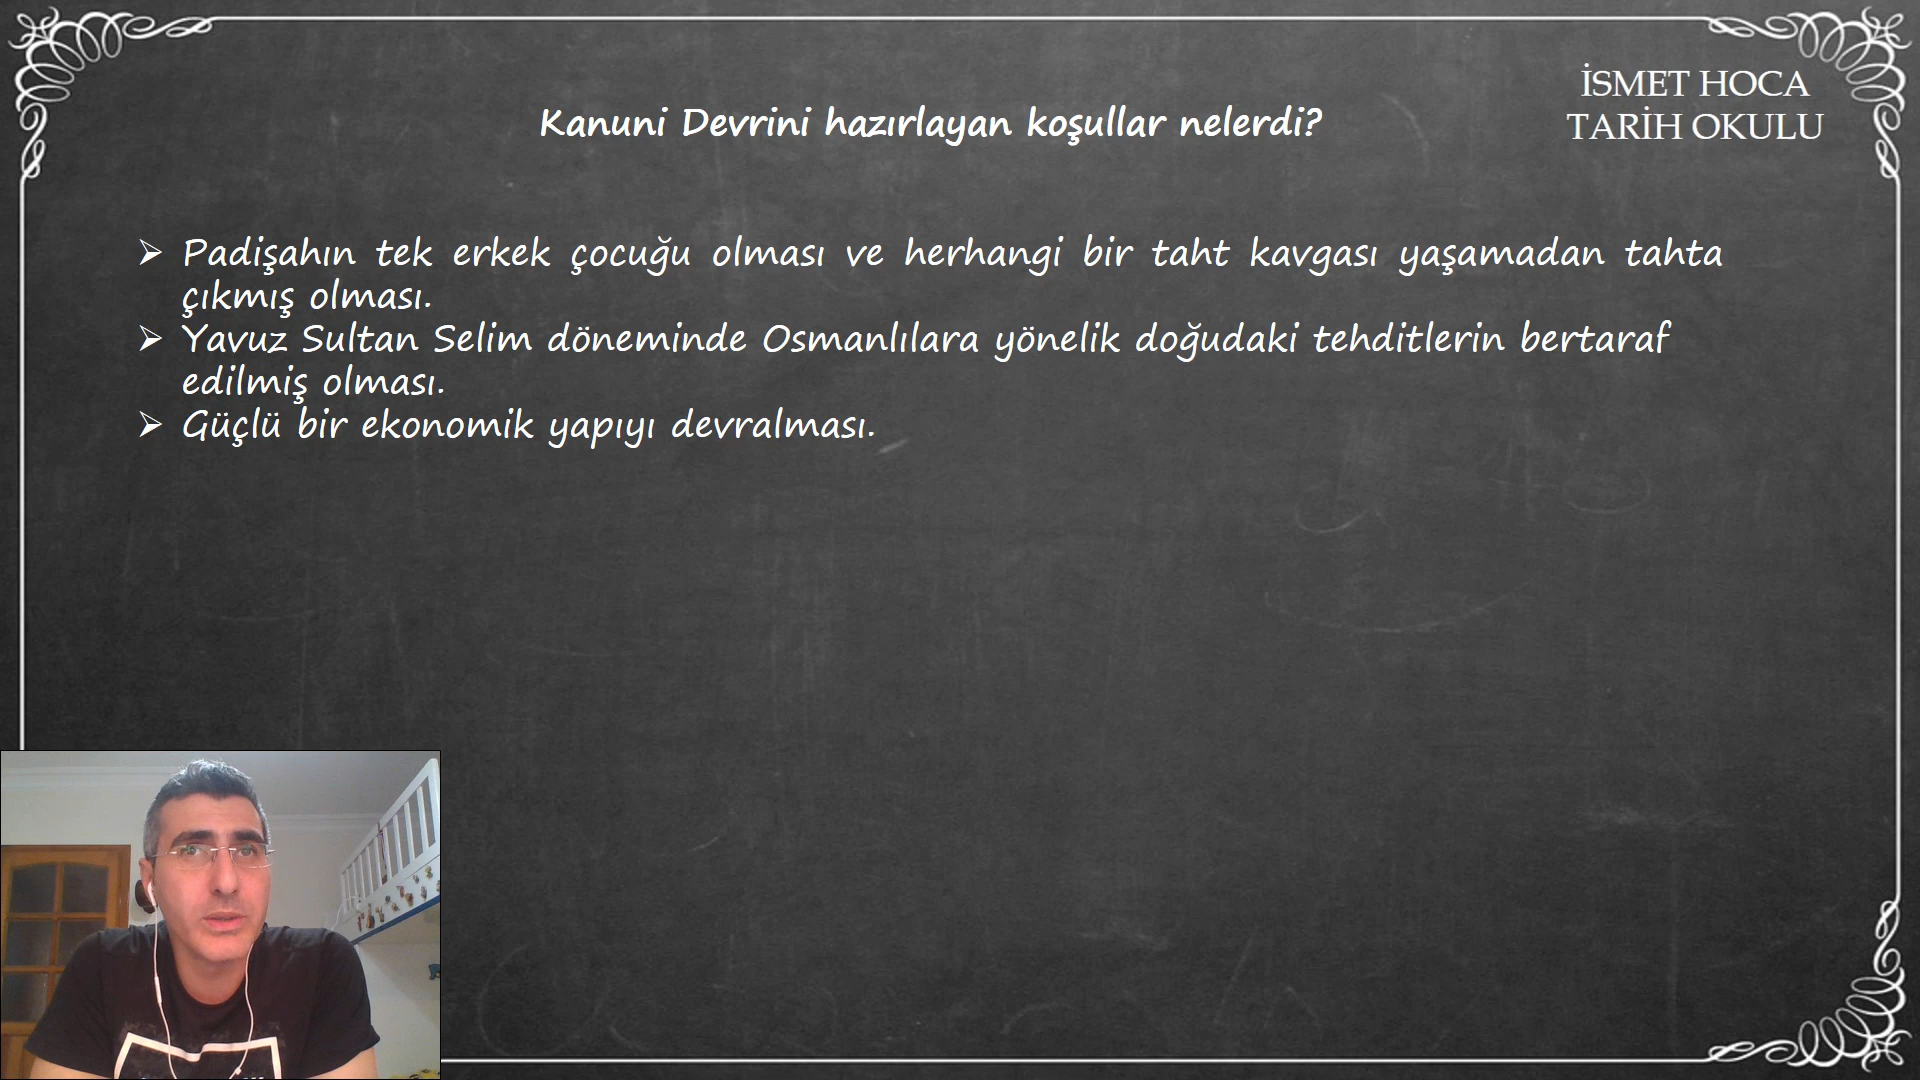 İSMET HOCA
TARİH OKULU
Kanuni Devrini hazırlayan koşullar nelerdi?
➢ Padişahın tek erkek çocuğu olması ve herhangi bir taht kavgası yaşamadan tahta
çıkmış olması.
➢ Yavuz Sultan Selim döneminde Osmanlılara yönelik doğudaki tehditlerin bertaraf
edilmiş olması.
➢ Güçlü bir ekonomik yapıyı devralması.